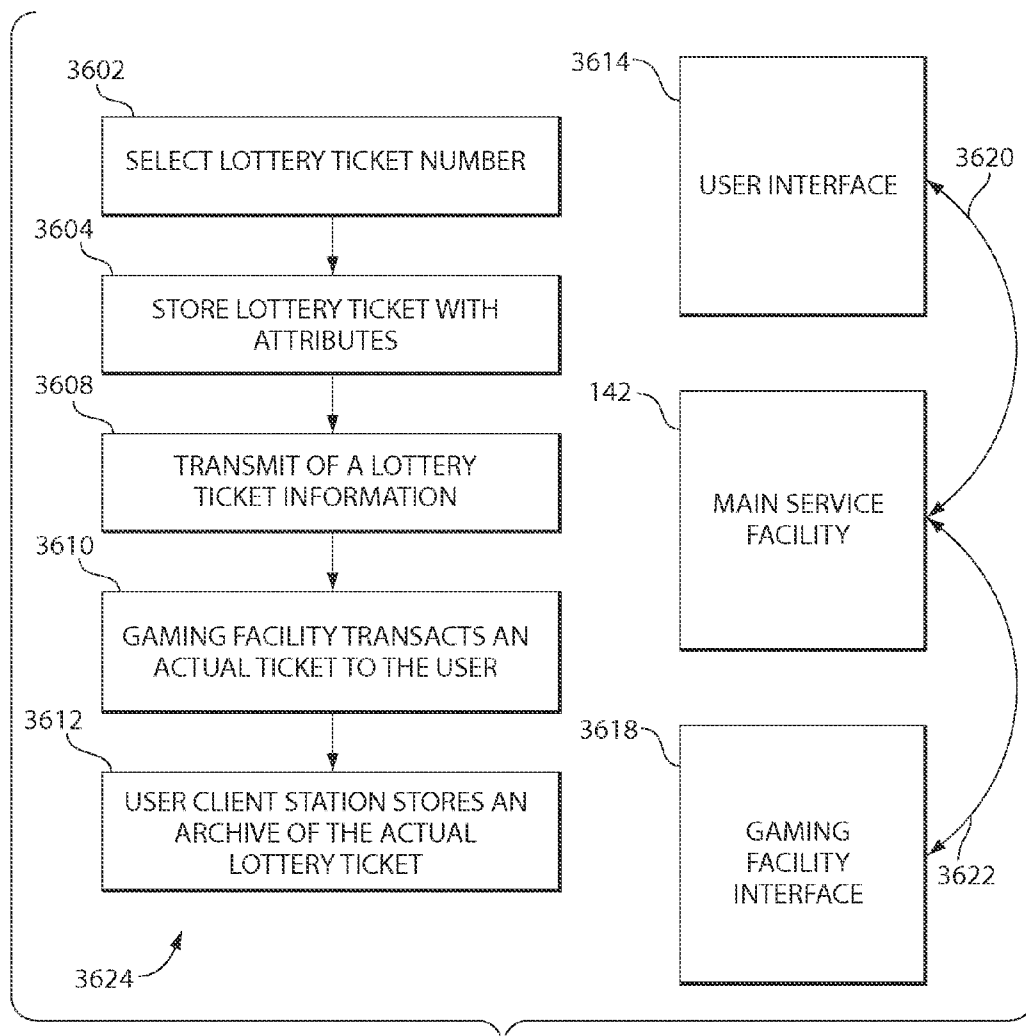 3602
SELECT LOTTERY TICKET NUMBER
3604
STORE LOTTERY TICKET WITH
ATTRIBUTES
3608
TRANSMIT OF A LOTTERY
TICKET INFORMATION
3610
GAMING FACILITY TRANSACTS AN
ACTUAL TICKET TO THE USER
3612
USER CLIENT STATION STORES AN
ARCHIVE OF THE ACTUAL
LOTTERY TICKET
3624
3614
USER INTERFACE
3620
142
MAIN SERVICE
FACILITY
3618
GAMING
FACILITY
INTERFACE
3622